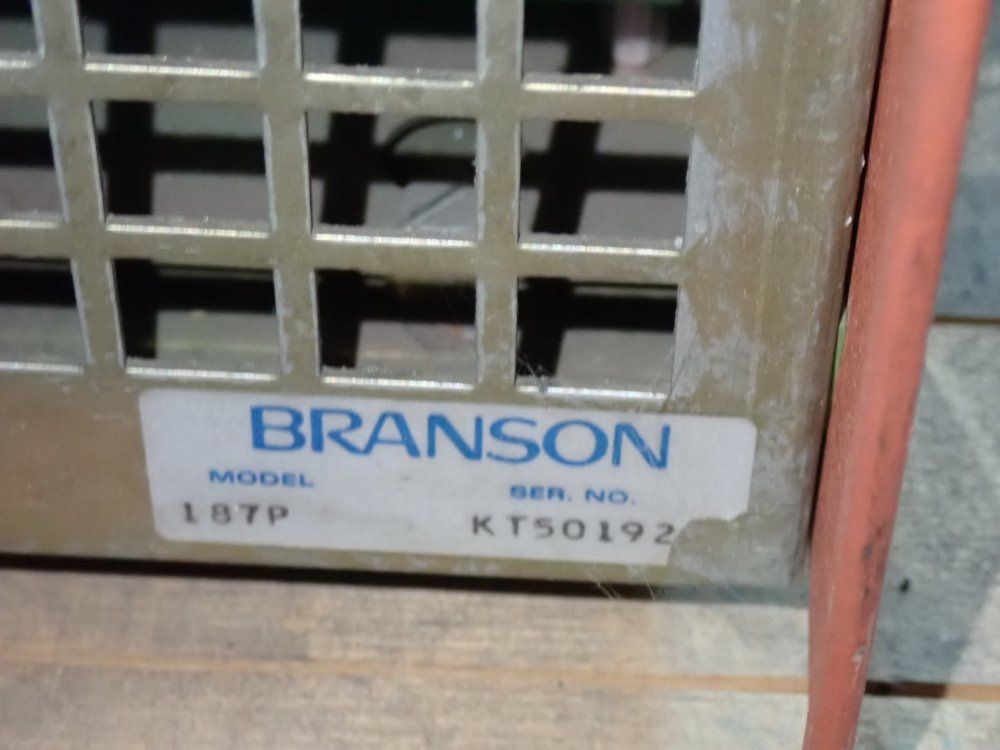 BRANSON
MODEL SER. NO.
187P KT50192